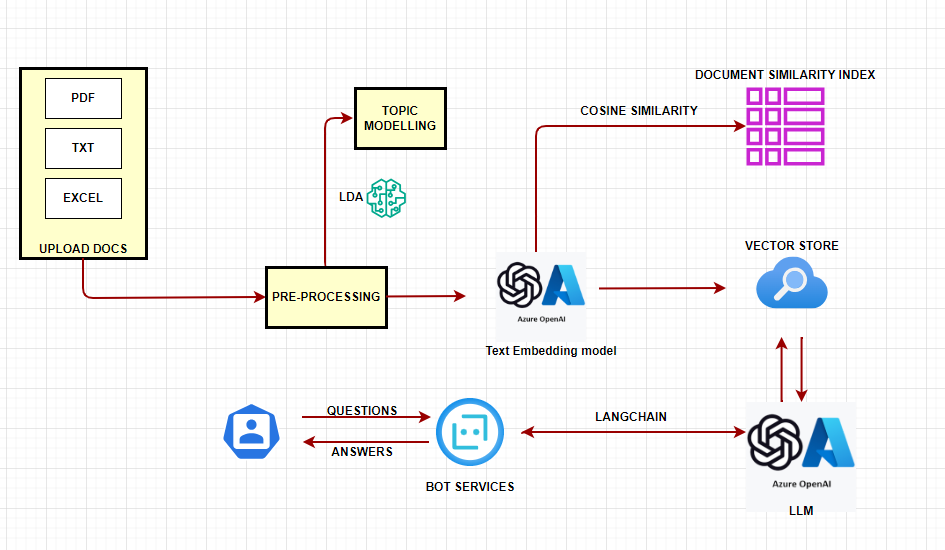 DOCUMENT SIMILARITY INDEX
PDF
TOPIC
MODELLING
COSINE SIMILARITY
TXT
EXCEL
LDA
UPLOAD DOCS
VECTOR STORE
PRE-PROCESSING
Azure OpenAI
Text Embedding model
QUESTIONS
LANGCHAIN
ANSWERS
BOT SERVICES
Azure OpenAI
LLM